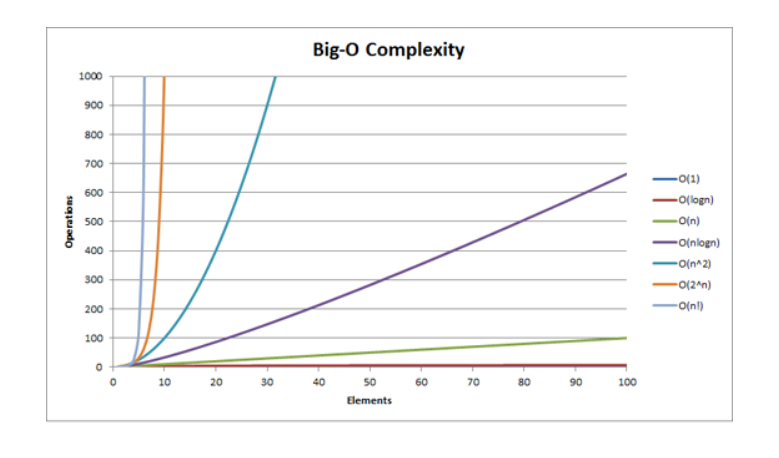 Big-O Complexity
1000
900
800
700
600
500
400
300
200
100
0
Operations
0 10 20 30 40 50 60 70 80 90 100
Elements
O(1)
O(logn)
O(n)
O(nlogn)
O(n^2)
O(2^n)
O(n!)